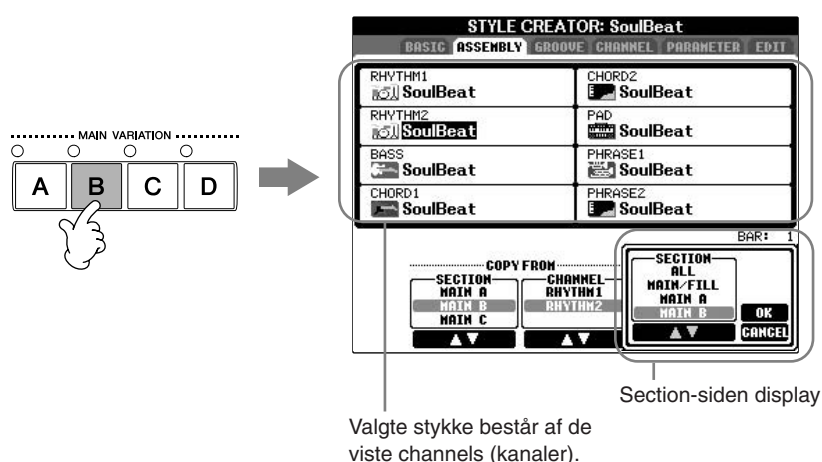 STYLE CREATOR: SoulBeat
BASIC ASSEMBLY GROOVE CHANNEL PARAMETER EDIT
RHYTHM1
SoulBeat
CHORD2
SoulBeat
RHYTHM2
SoulBeat
PAD
SoulBeat
BASS
SoulBeat
PHRASE1
SoulBeat
CHORD1
SoulBeat
PHRASE2
SoulBeat
MAIN VARIATION
A B C D
BAR: 1
COPY FROM
SECTION
MAIN A
MAIN B
MAIN C
CHANNEL
RHYTHM1
RHYTHM2
SECTION
ALL
MAIN/FILL
MAIN A
MAIN B
OK
CANCEL
Section-siden display
Valgte stykke består af de
viste channels (kanaler).